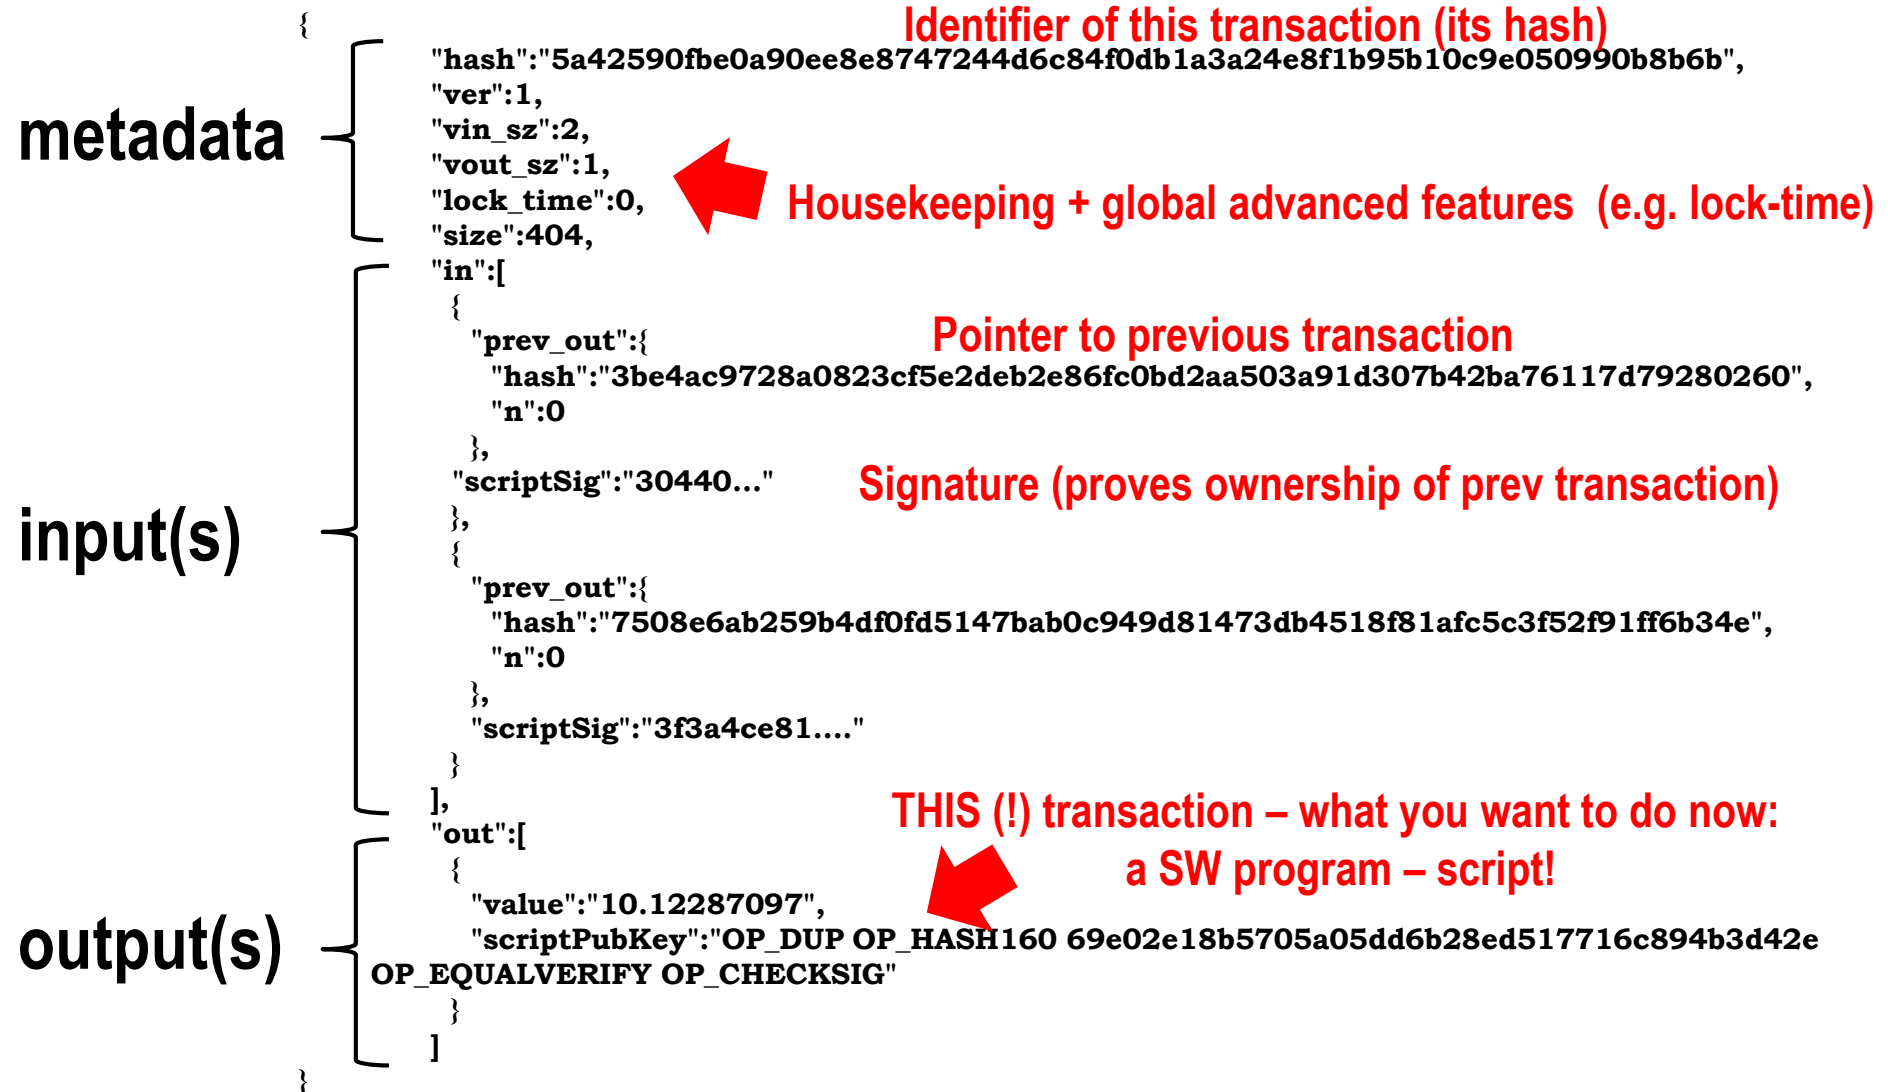 {
Identifier of this transaction (its hash)
"hash":"5a42590fbe0a90ee8e8747244d6c84f0db1a3a24e8f1b95b10c9e050990b8b6b",
"ver":1,
metadata
"vin_sz":2,
"vout_sz":1,
"lock_time":0,
Housekeeping + global advanced features (e.g. lock-time)
"size":404,
"in":[
{
"prev_out":{
Pointer to previous transaction
"hash":"3be4ac9728a0823cf5e2deb2e86fc0bd2aa503a91d307b42ba76117d79280260",
"n":0
},
"scriptSig":"30440..."
Signature (proves ownership of prev transaction)
},
input(s)
{
"prev_out":{
"hash":"7508e6ab259b4df0fd5147bab0c949d81473db4518f81afc5c3f52f91ff6b34e",
"n":0
},
"scriptSig":"3f3a4ce81...."
}
],
THIS (!) transaction – what you want to do now:
a SW program – script!
"out":[
{
"value":"10.12287097",
output(s)
"scriptPubKey":"OP_DUP OP_HASH160 69e02e18b5705a05dd6b28ed517716c894b3d42e
OP_EQUALVERIFY OP_CHECKSIG"
}
]
}